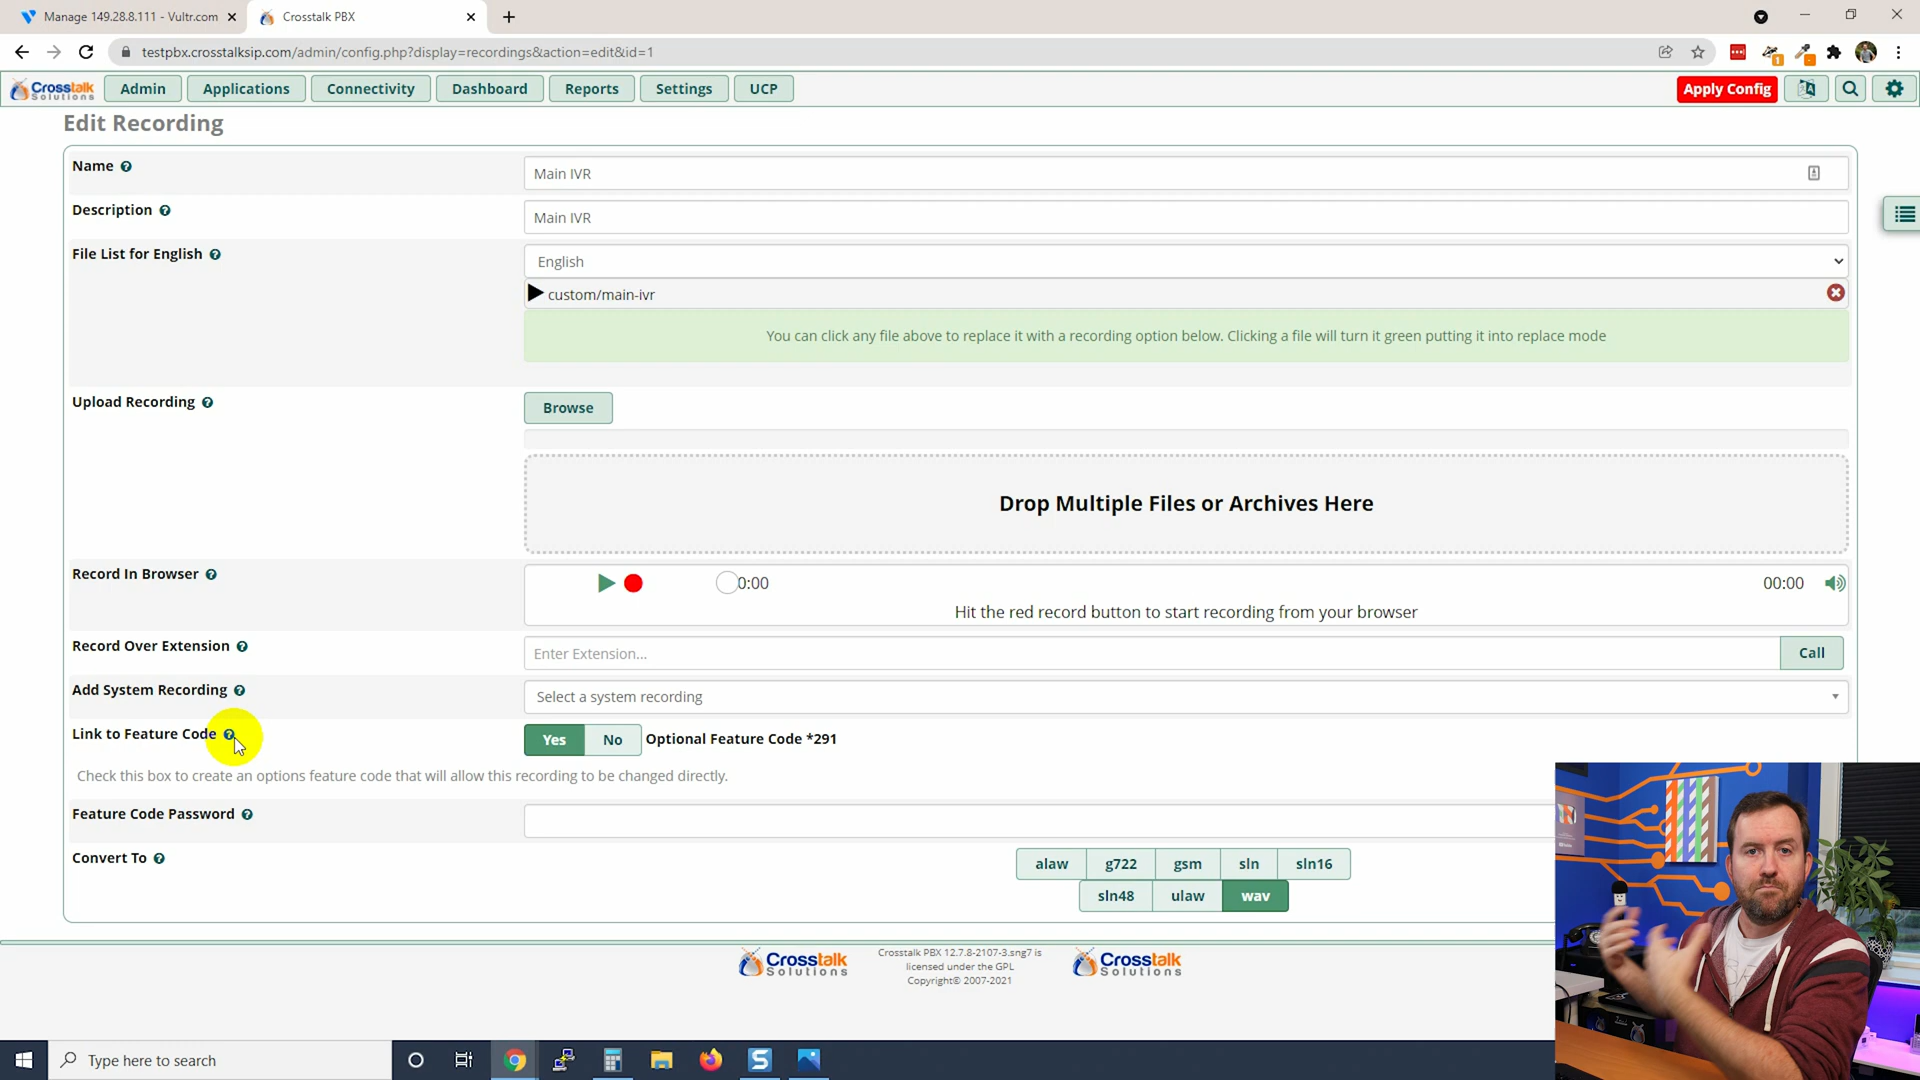 Manage 149.28.8.111 - Vultr.com
Crosstalk PBX
testpbx.crosstalksip.com/admin/config.php?display=recordings&action=edit&id=1
Crosstalk
Solutions
Admin
Applications
Connectivity
Dashboard
Reports
Settings
UCP
Apply Config
Edit Recording
Name
Main IVR
Description
Main IVR
File List for English
English
custom/main-ivr
You can click any file above to replace it with a recording option below. Clicking a file will turn it green putting it into replace mode
Upload Recording
Browse
Drop Multiple Files or Archives Here
Record In Browser
0:00
00:00
Hit the red record button to start recording from your browser
Record Over Extension
Enter Extension...
Call
Add System Recording
Select a system recording
Link to Feature Code
Yes
No
Optional Feature Code *291
Check this box to create an options feature code that will allow this recording to be changed directly.
Feature Code Password
Convert To
alaw
g722
gsm
sln
sln16
sln48
ulaw
wav
Crosstalk
Solutions
Crosstalk PBX 12.7.8-2107-3.sng7 is
licensed under the GPL
Copyright© 2007-2021
Crosstalk
Solutions
Type here to search